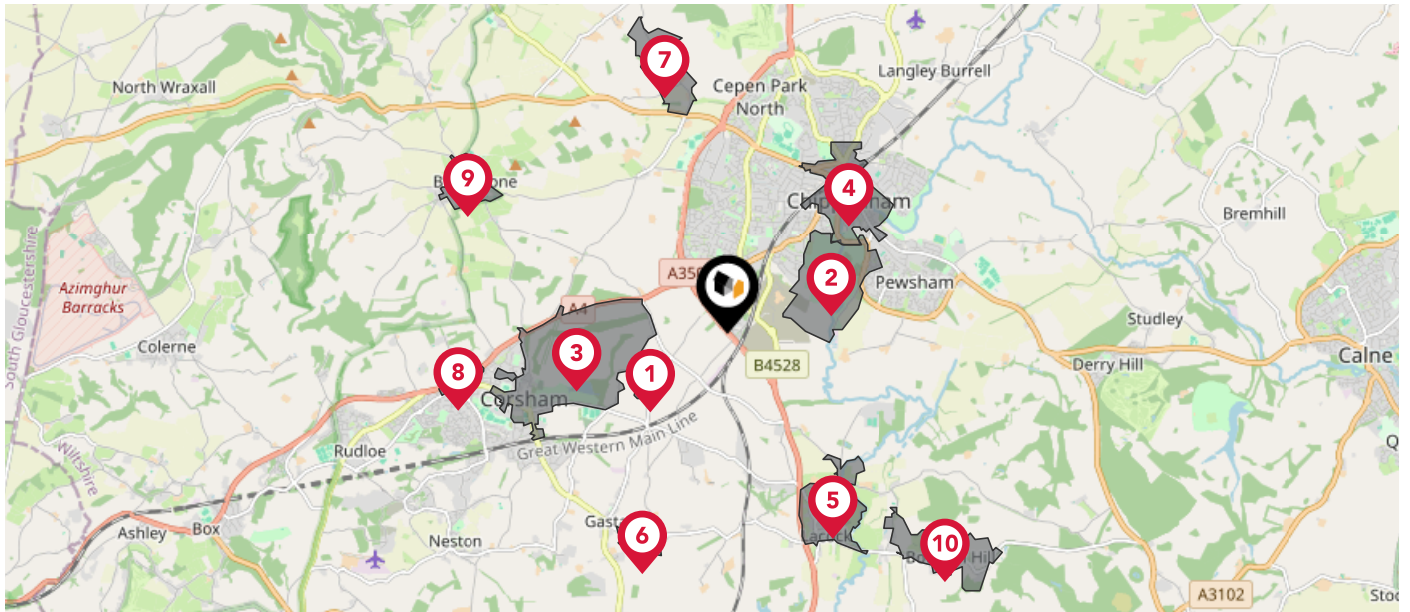 North Wraxall
7
Cepen Park
North
Langley Burrell
9
4
Bremhill
South Gloucestershire
Azimghur
Barracks
2
Pewsham
A4
Studley
Colerne
3
B4528
Calne
Derry Hill
8
1
Corsham
Great Western Main Line
Rudloe
Wiltshire
5
Ashley
Box
Neston
6
10
A3102